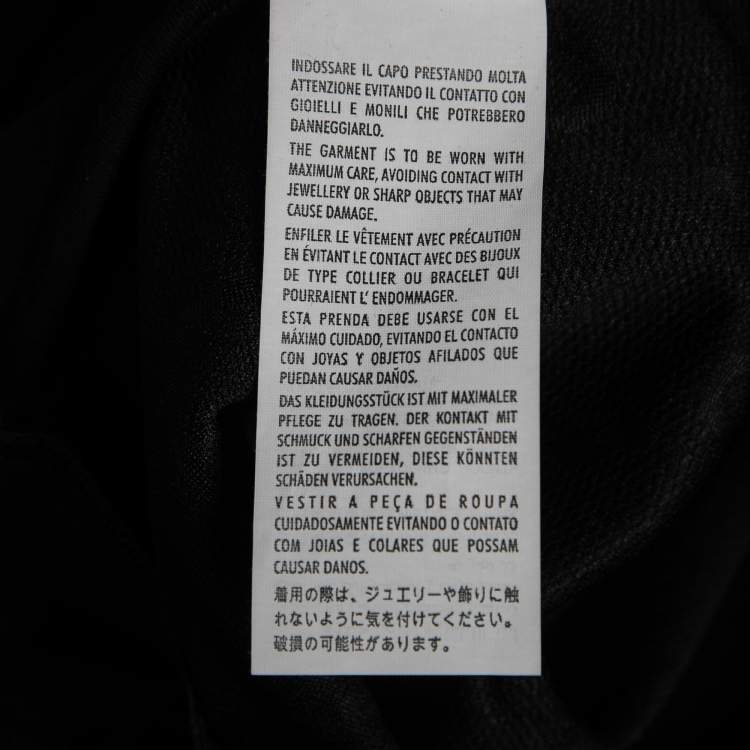 INDOSSARE IL CAPO PRESTANDO MOLTA
ATTENZIONE EVITANDO IL CONTATTO CON
GIOIELLI E MONILI CHE POTREBBERO
DANNEGGIARLO.
THE GARMENT IS TO BE WORN WITH
MAXIMUM CARE, AVOIDING CONTACT WITH
JEWELLERY OR SHARP OBJECTS THAT MAY
CAUSE DAMAGE.
ENFILER LE VÊTEMENT AVEC PRÉCAUTION
EN ÉVITANT LE CONTACT AVEC DES BIJOUX
DE TYPE COLLIER OU BRACELET QUI
POURRAIENT L' ENDOMMAGER.
ESTA PRENDA DEBE USARSE CON EL
MÁXIMO CUIDADO, EVITANDO EL CONTACTO
CON JOYAS Y OBJETOS AFILADOS QUE
PUEDAN CAUSAR DAÑOS.
DAS KLEIDUNGSSTÜCK IST MIT MAXIMALER
PFLEGE ZU TRAGEN. DER KONTAKT MIT
SCHMUCK UND SCHARFEN GEGENSTÄNDEN
IST ZU VERMEIDEN, DIESE KÖNNTEN
SCHÄDEN VERURSACHEN.
VESTIR A PEÇA DE ROUPA
CUIDADOSAMENTE EVITANDO O CONTATO
COM JOIAS E COLARES QUE POSSAM
CAUSAR DANOS.
着用の際は、ジュエリーや飾りに触
れないように気を付けてください。
破損の可能性があります。